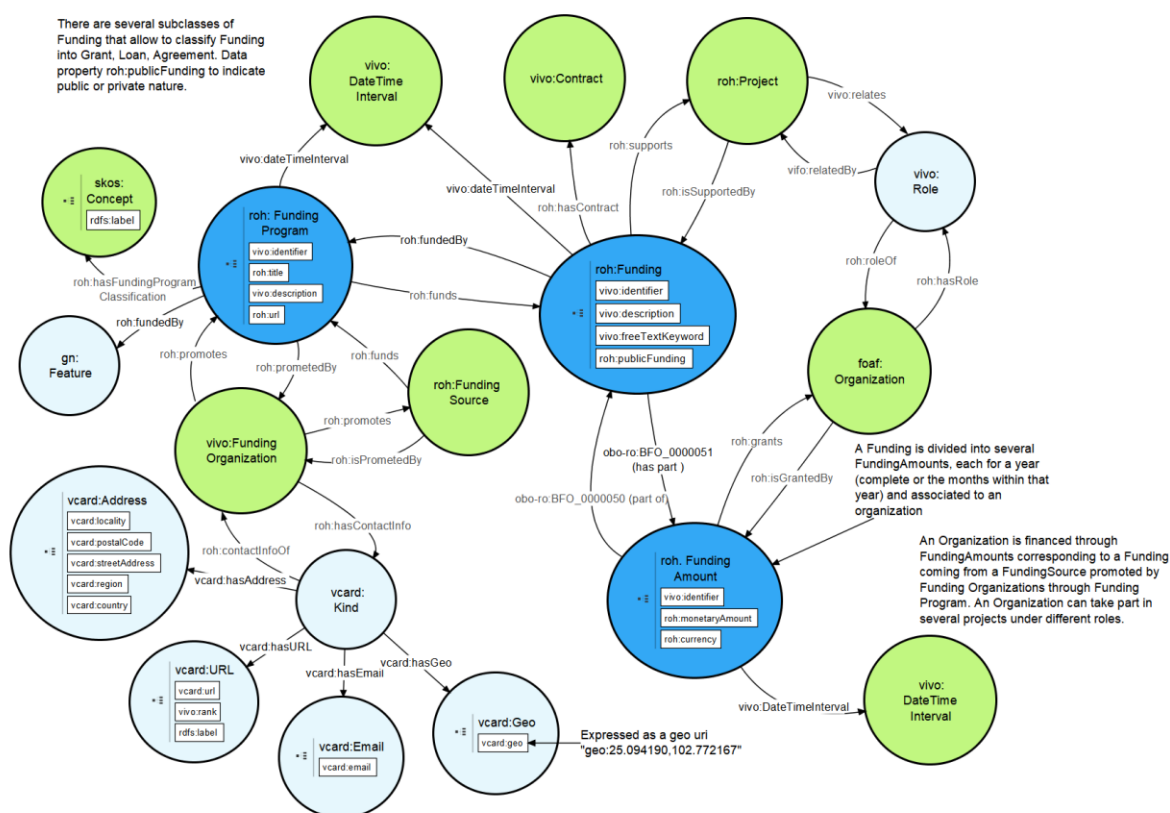 There are several subclasses of
Funding that allow to classify Funding
into Grant, Loan, Agreement. Data
property roh:publicFunding to indicate
public or private nature.
vivo:
DateTime
Interval
vivo:Contract
roh:Project
vivo:relates
vifo:relatedBy
vivo:
Role
roh:supports
roh:isSupportedBy
roh:hasContract
vivo:dateTimeInterval
vivo:dateTimeInterval
skos:
Concept
rdfs:label
roh: Funding
Program
vivo:identifier
roh:title
vivo:description
roh:url
roh:fundedBy
roh:funds
roh:Funding
vivo:identifier
vivo:description
vivo:freeTextKeyword
roh:publicFunding
roh:roleOf
roh:hasRole
roh:hasFundingProgram
Classification
roh:fundedBy
gn:
Feature
roh:promotes
roh:prometedBy
roh:funds
roh:Funding
Source
foaf:
Organization
vivo:Funding
Organization
roh:promotes
roh:isPrometedBy
roh:grants
roh:isGrantedBy
obo-ro:BFO_0000051
(has part )
obo-ro:BFO_0000050 (part of)
A Funding is divided into several
FundingAmounts, each for a year
(complete or the months within that
year) and associated to an
organization
vcard:Address
vcard:locality
vcard:postalCode
vcard:streetAddress
vcard:region
vcard:country
roh:hasContactInfo
roh:contactInfoOf
vcard:hasAddress
vcard:
Kind
roh. Funding
Amount
vivo:identifier
roh:monetaryAmount
roh:currency
An Organization is financed through
FundingAmounts corresponding to a Funding
coming from a FundingSource promoted by
Funding Organizations through Funding
Program. An Organization can take part in
several projects under different roles.
vcard:hasURL
vcard:hasEmail
vcard:hasGeo
vcard:URL
vcard:url
vivo:rank
rdfs:label
vcard:Email
vcard:email
vcard:Geo
vcard:geo
Expressed as a geo uri
"geo:25.094190,102.772167"
vivo:DateTimeInterval
vivo:
DateTime
Interval